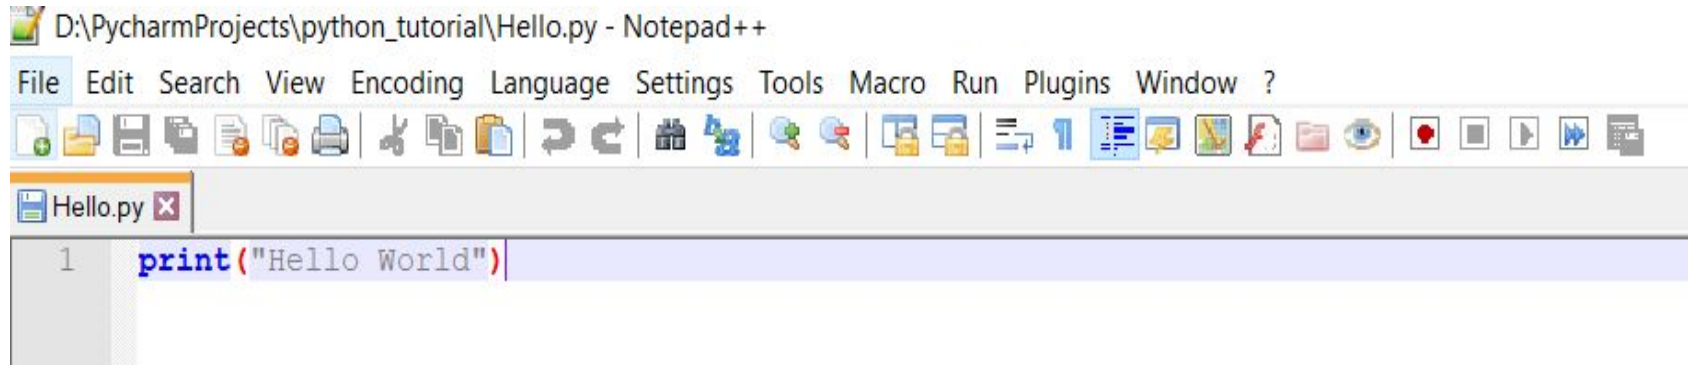 D:\PycharmProjects\python_tutorial\Hello.py - Notepad++
File Edit Search View Encoding Language Settings Tools Macro Run Plugins Window ?
Hello.py
1 print("Hello World")